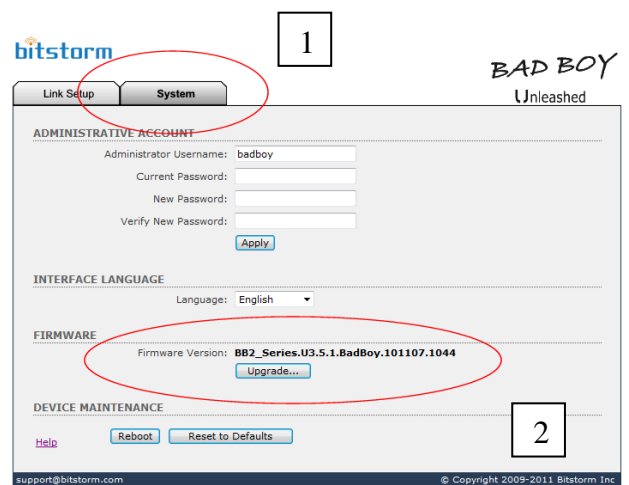 1
bitstorm
BAD BOY
Unleashed
Link Setup System
ADMINISTRATIVE ACCOUNT
Administrator Username: badboy
Current Password:
New Password:
Verify New Password:
Apply
INTERFACE LANGUAGE
Language: English
FIRMWARE
Firmware Version: BB2_Series.U3.5.1.BadBoy.101107.1044
Upgrade...
DEVICE MAINTENANCE
2
Help Reboot Reset to Defaults
support@bitstorm.com © Copyright 2009-2011 Bitstorm Inc